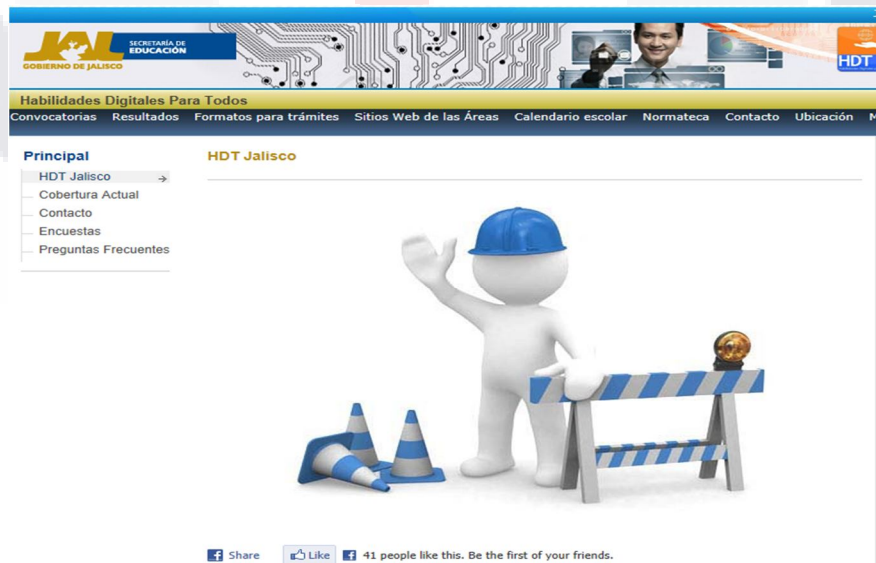 JAL
GOBIERNO DE JALISCO
SECRETARÍA DE
EDUCACIÓN
HDT
Habilidades Digitales Para Todos
Convocatorias Resultados Formatos para trámites Sitios Web de las Áreas Calendario escolar Normateca Contacto Ubicación M
Principal
HDT Jalisco
Cobertura Actual
Contacto
Encuestas
Preguntas Frecuentes
HDT Jalisco
Share Like 41 people like this. Be the first of your friends.